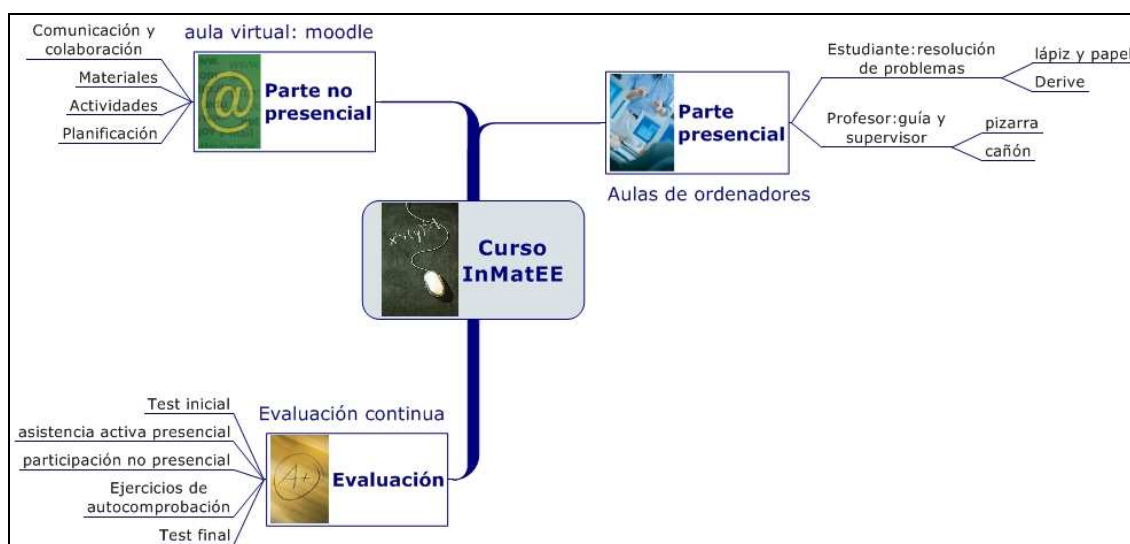 aula virtual: moodle
Comunicación y
colaboración
Materiales
Actividades
Planificación
Parte no
presencial
Parte
presencial
Aulas de ordenadores
Estudiante:resolución
de problemas
lápiz y papel
Derive
Profesor:guía y
supervisor
pizarra
cañón
Curso
InMatEE
Evaluación continua
Evaluación
A+
Test inicial
asistencia activa presencial
participación no presencial
Ejercicios de
autocomprobación
Test final